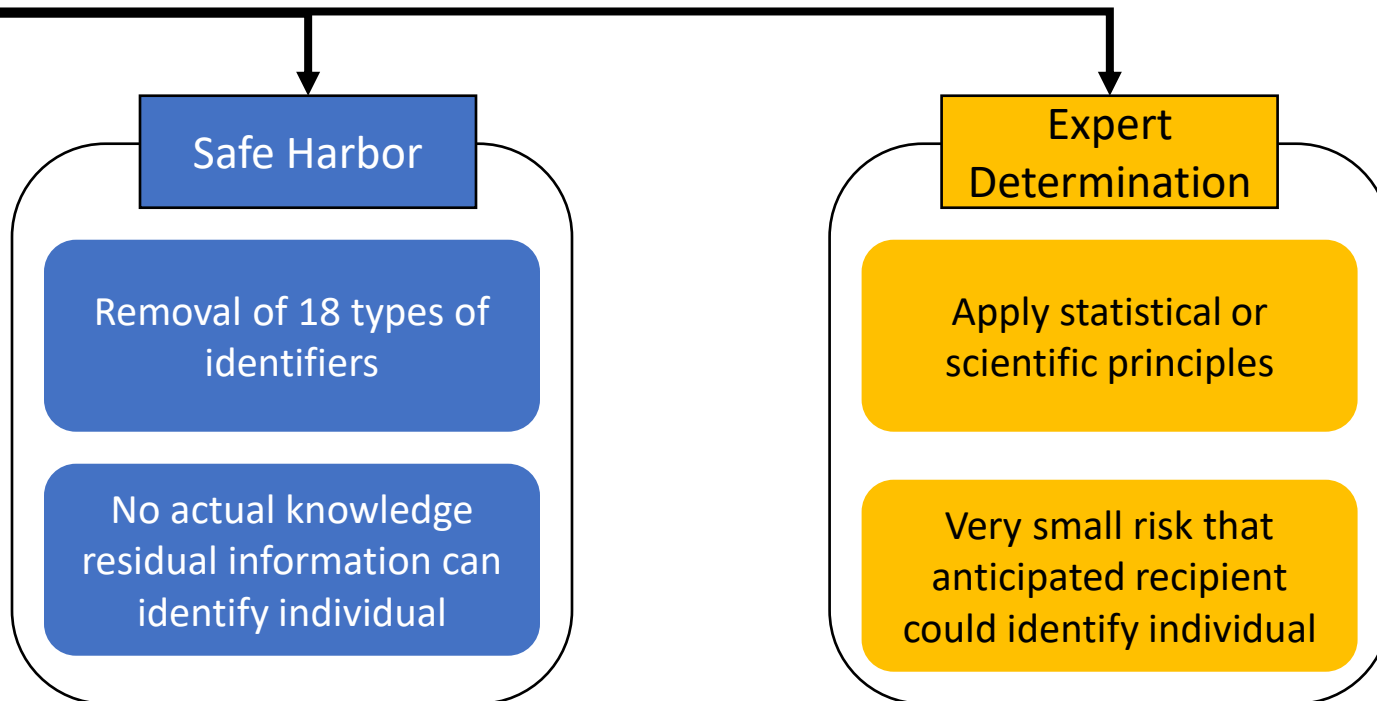 Safe Harbor
Removal of 18 types of
identifiers
No actual knowledge
residual information can
identify individual
Expert
Determination
Apply statistical or
scientific principles
Very small risk that
anticipated recipient
could identify individual